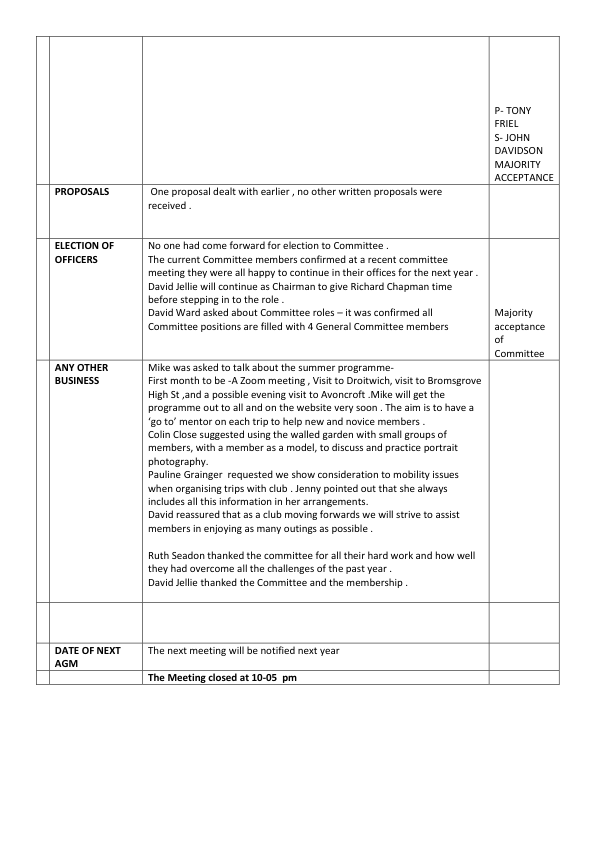 P- TONY
FRIEL
S- JOHN
DAVIDSON
MAJORITY
ACCEPTANCE
PROPOSALS
One proposal dealt with earlier , no other written proposals were
received .
ELECTION OF
OFFICERS
No one had come forward for election to Committee .
The current Committee members confirmed at a recent committee
meeting they were all happy to continue in their offices for the next year .
David Jellie will continue as Chairman to give Richard Chapman time
before stepping in to the role .
David Ward asked about Committee roles – it was confirmed all
Committee positions are filled with 4 General Committee members
Majority
acceptance
of
Committee
ANY OTHER
BUSINESS
Mike was asked to talk about the summer programme-
First month to be -A Zoom meeting , Visit to Droitwich, visit to Bromsgrove
High St ,and a possible evening visit to Avoncroft .Mike will get the
programme out to all and on the website very soon . The aim is to have a
‘go to’ mentor on each trip to help new and novice members .
Colin Close suggested using the walled garden with small groups of
members, with a member as a model, to discuss and practice portrait
photography.
Pauline Grainger  requested we show consideration to mobility issues
when organising trips with club . Jenny pointed out that she always
includes all this information in her arrangements.
David reassured that as a club moving forwards we will strive to assist
members in enjoying as many outings as possible .
Ruth Seadon thanked the committee for all their hard work and how well
they had overcome all the challenges of the past year .
David Jellie thanked the Committee and the membership .
DATE OF NEXT
AGM
The next meeting will be notified next year
The Meeting closed at 10-05  pm